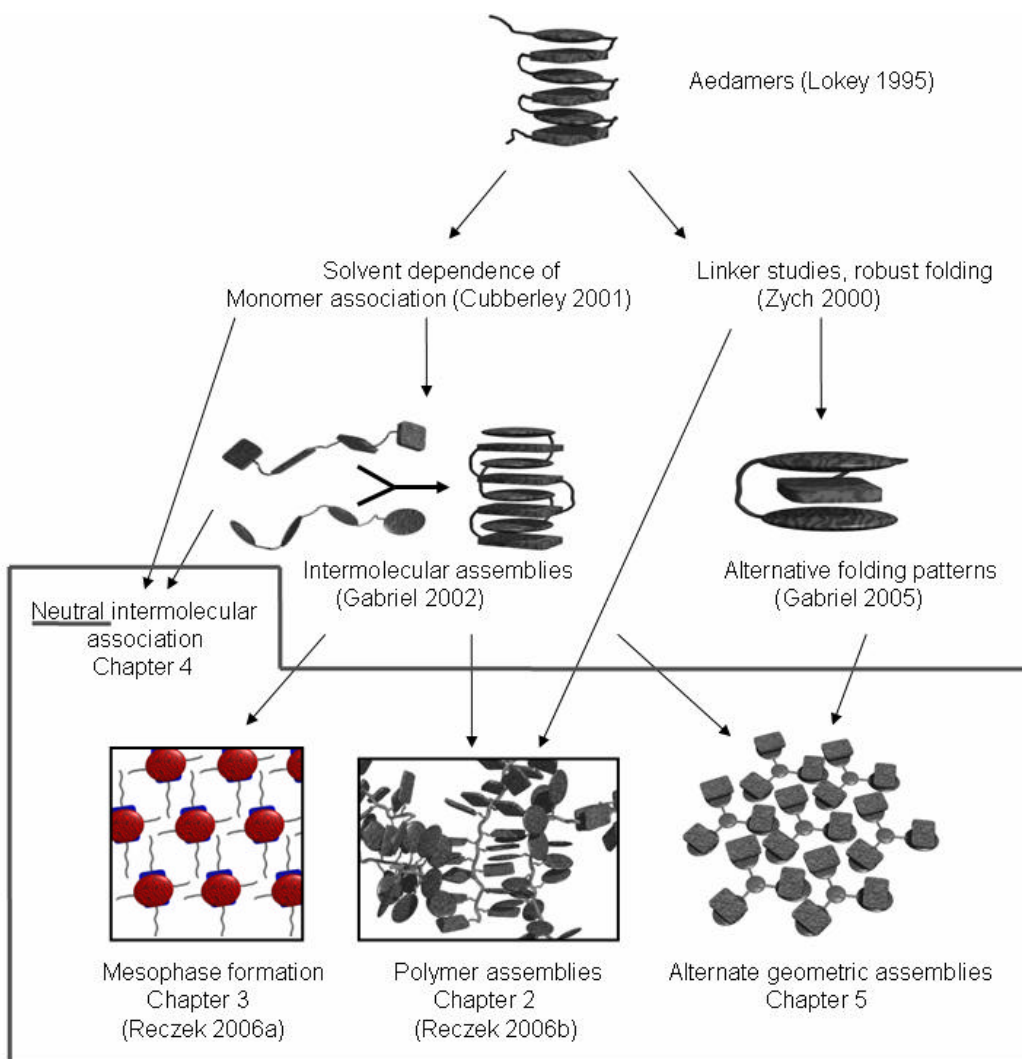 Aedamers (Lokey 1995)
Solvent dependence of
Monomer association (Cubberley 2001)
Linker studies, robust folding
(Zych 2000)
Intermolecular assemblies
(Gabriel 2002)
Alternative folding patterns
(Gabriel 2005)
Neutral intermolecular
association
Chapter 4
Mesophase formation
Chapter 3
(Reczek 2006a)
Polymer assemblies
Chapter 2
(Reczek 2006b)
Alternate geometric assemblies
Chapter 5